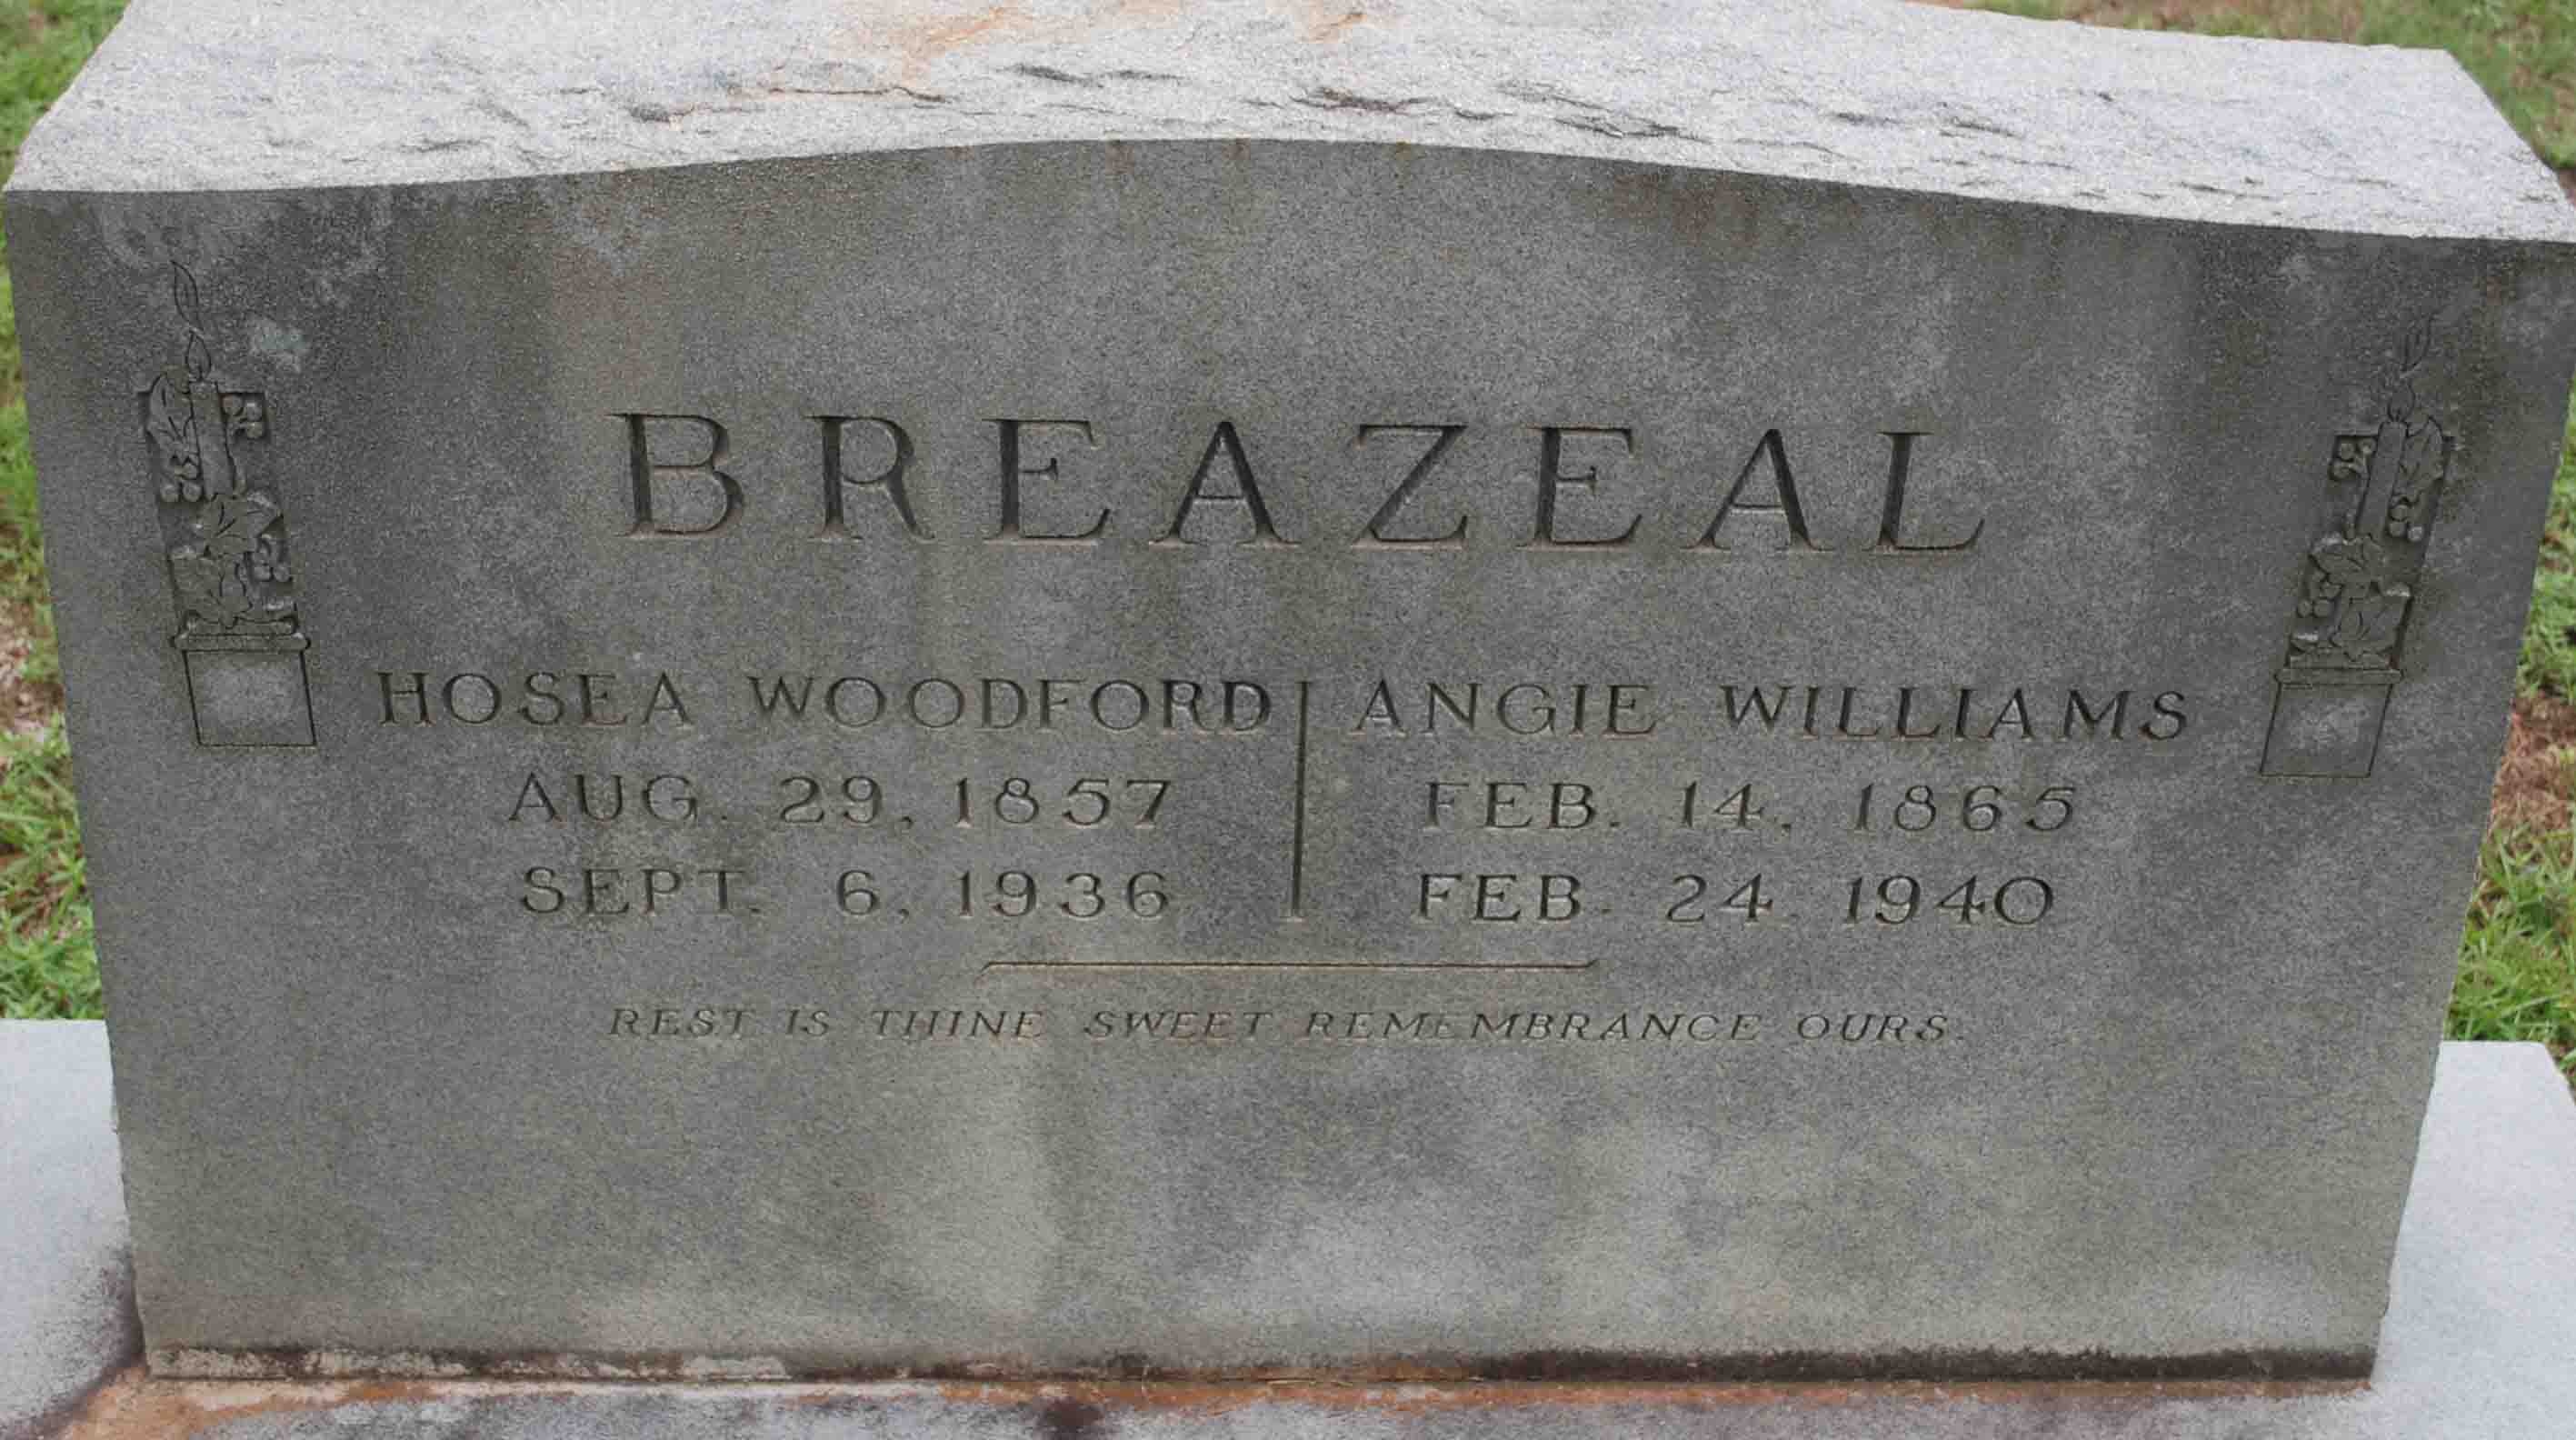 BREAZEAL
HOSEA WOODFORD
AUG. 29, 1857
SEPT. 6, 1936
ANGIE WILLIAMS
FEB. 14, 1865
FEB. 24, 1940
REST IS THINE SWEET REMEMBRANCE OURS.